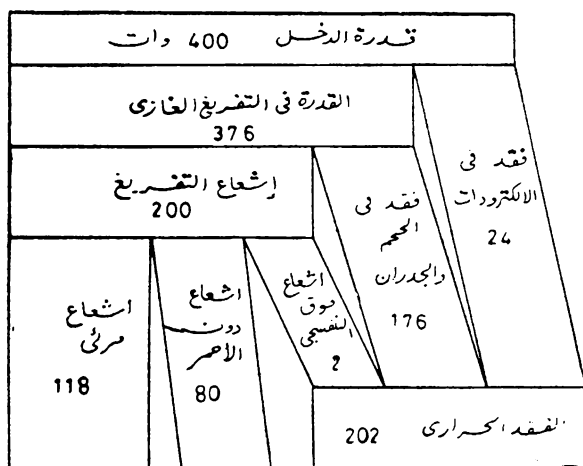 قدرة الدخل 400 وات
القدرة فى التفريغ الغازى
376
إشعاع التفريغ
200
فقد فى
الالكترودات
24
فقد فى
الحجم
والجدران
176
اشعاع
فوق
البنفسجى
2
اشعاع
دون
الأحمر
80
اشعاع
مرئى
118
الفقد الحرارى 202